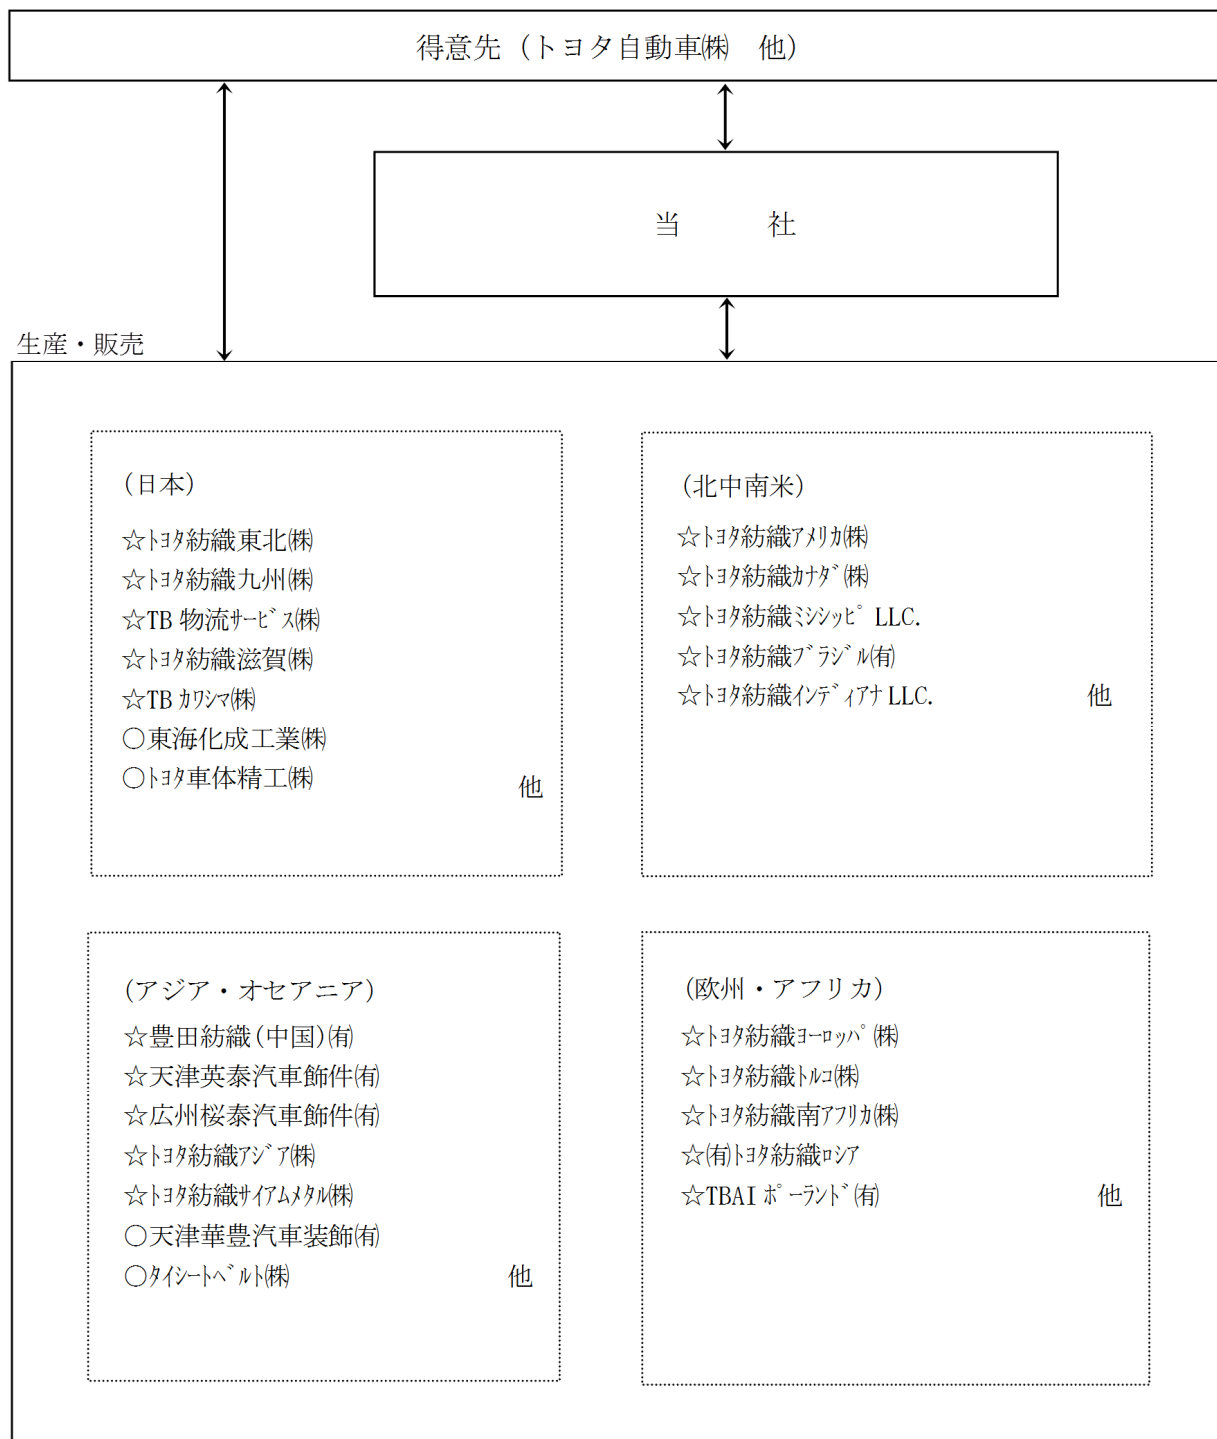 得意先（トヨタ自動車㈱　他）
当　　　社
生産・販売
(日本)
☆ﾄﾖﾀ紡織東北㈱
☆ﾄﾖﾀ紡織九州㈱
☆TB 物流ｻｰﾋﾞｽ㈱
☆ﾄﾖﾀ紡織滋賀㈱
☆TB ｶﾜｼﾏ㈱
○東海化成工業㈱
○ﾄﾖﾀ車体精工㈱
他
(北中南米)
☆ﾄﾖﾀ紡織ｱﾒﾘｶ㈱
☆ﾄﾖﾀ紡織ｶﾅﾀﾞ㈱
☆ﾄﾖﾀ紡織ﾐｼｼｯﾋﾟ LLC.
☆ﾄﾖﾀ紡織ﾌﾞﾗｼﾞﾙ㈲
☆ﾄﾖﾀ紡織ｲﾝﾃﾞｨｱﾅ LLC.　他
(アジア・オセアニア)
☆豊田紡織(中国)㈲
☆天津英泰汽車飾件㈲
☆広州桜泰汽車飾件㈲
☆ﾄﾖﾀ紡織ｱｼﾞｱ㈱
☆ﾄﾖﾀ紡織ｻｲｱﾑﾒﾀﾙ㈱
○天津華豊汽車装飾㈲
○ﾀｲｼｰﾄﾍﾞﾙﾄ㈱　他
(欧州・アフリカ)
☆ﾄﾖﾀ紡織ﾖｰﾛｯﾊﾟ㈱
☆ﾄﾖﾀ紡織ﾄﾙｺ㈱
☆ﾄﾖﾀ紡織南ｱﾌﾘｶ㈱
☆㈲ﾄﾖﾀ紡織ﾛｼｱ
☆TBAI ﾎﾟｰﾗﾝﾄﾞ㈲　他